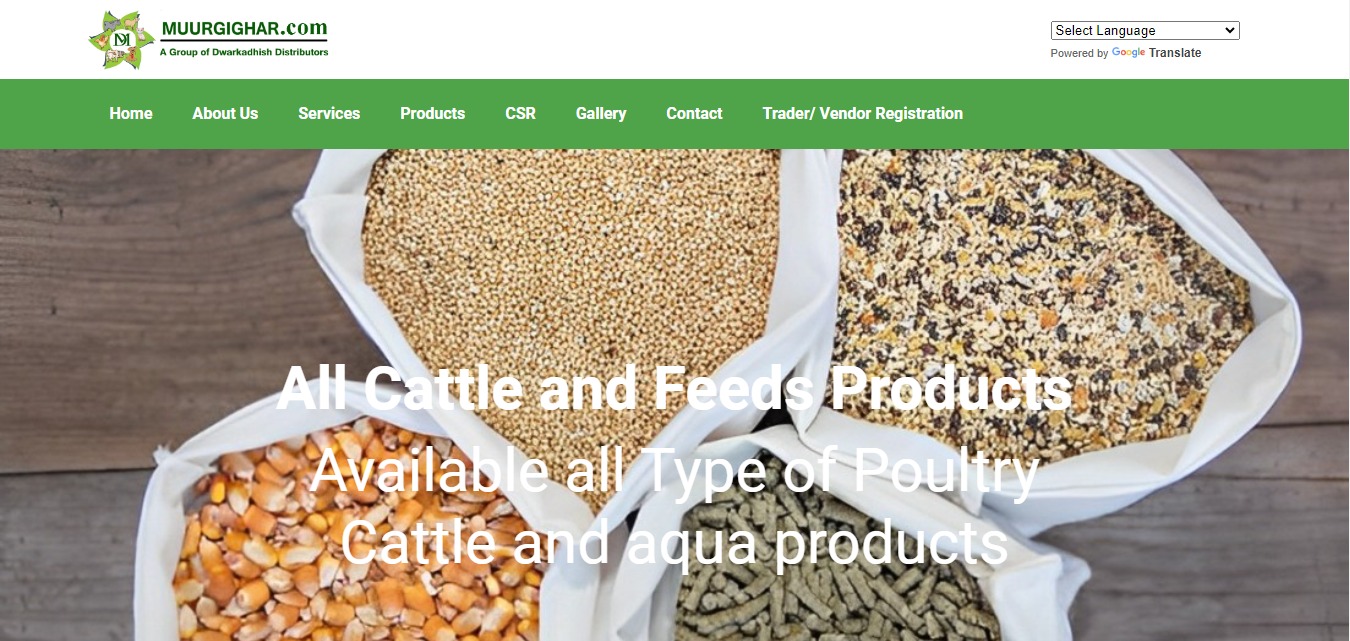 MUURGIGHAR.com
A Group of Dwarkadhish Distributors
Select Language
Powered by Google Translate
Home About Us Services Products CSR Gallery Contact Trader/ Vendor Registration
All Cattle and Feeds Products
Available all Type of Poultry
Cattle and aqua products